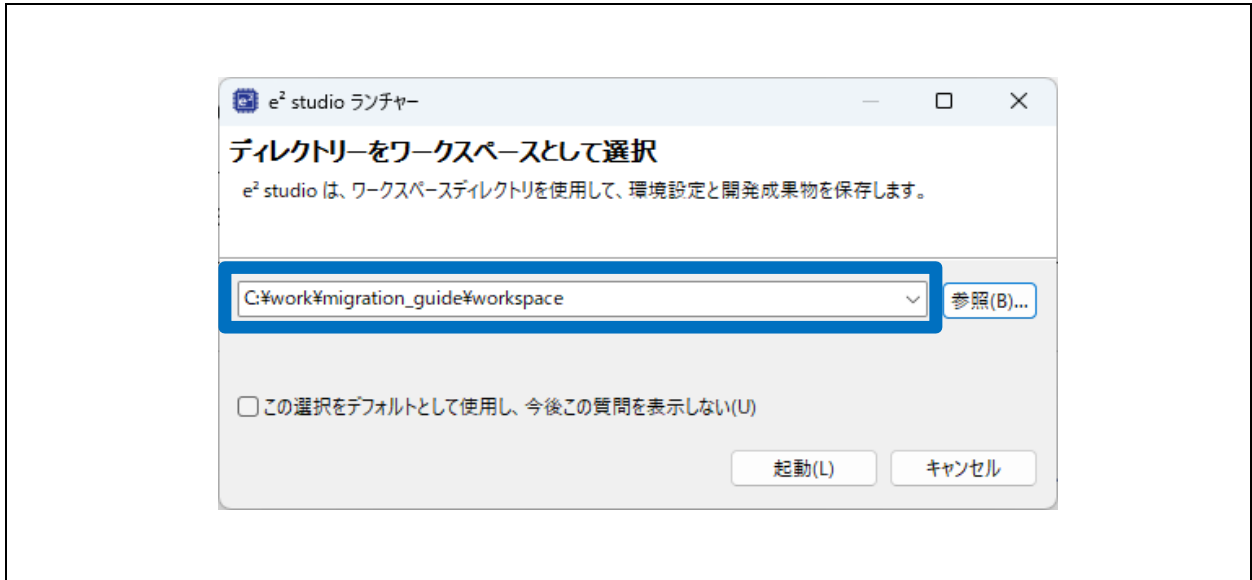 e² studio ランチャー
ディレクトリーをワークスペースとして選択
e² studio は、ワークスペースディレクトリを使用して、環境設定と開発成果物を保存します。
C:¥work¥migration_guide¥workspace
参照(B)...
この選択をデフォルトとして使用し、今後この質問を表示しない(U)
起動(L) キャンセル